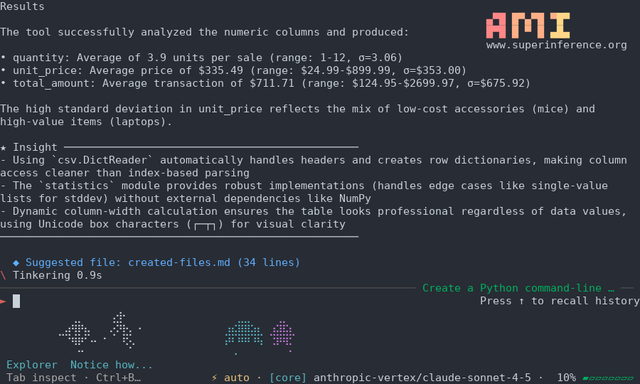 Results
AMI
www.superinference.org
The tool successfully analyzed the numeric columns and produced:
• quantity: Average of 3.9 units per sale (range: 1-12, σ=3.06)
• unit_price: Average price of $335.49 (range: $24.99-$899.99, σ=$353.00)
• total_amount: Average transaction of $711.71 (range: $124.95-$2699.97, σ=$675.92)
The high standard deviation in unit_price reflects the mix of low-cost accessories (mice) and
high-value items (laptops).
★ Insight ─────────────────────────────────────────────
- Using `csv.DictReader` automatically handles headers and creates row dictionaries, making column
access cleaner than index-based parsing
- The `statistics` module provides robust implementations (handles edge cases like single-value
lists for stddev) without external dependencies like NumPy
- Dynamic column-width calculation ensures the table looks professional regardless of data values,
using Unicode box characters (┌─┬┐) for visual clarity
◆ Suggested file: created-files.md (34 lines)
\ Tinkering 0.9s
Create a Python command-line …
► Press ↑ to recall history
Explorer  Notice how...
Tab inspect · Ctrl+B… ⚡ auto · [core] anthropic-vertex/claude-sonnet-4-5 · 10%